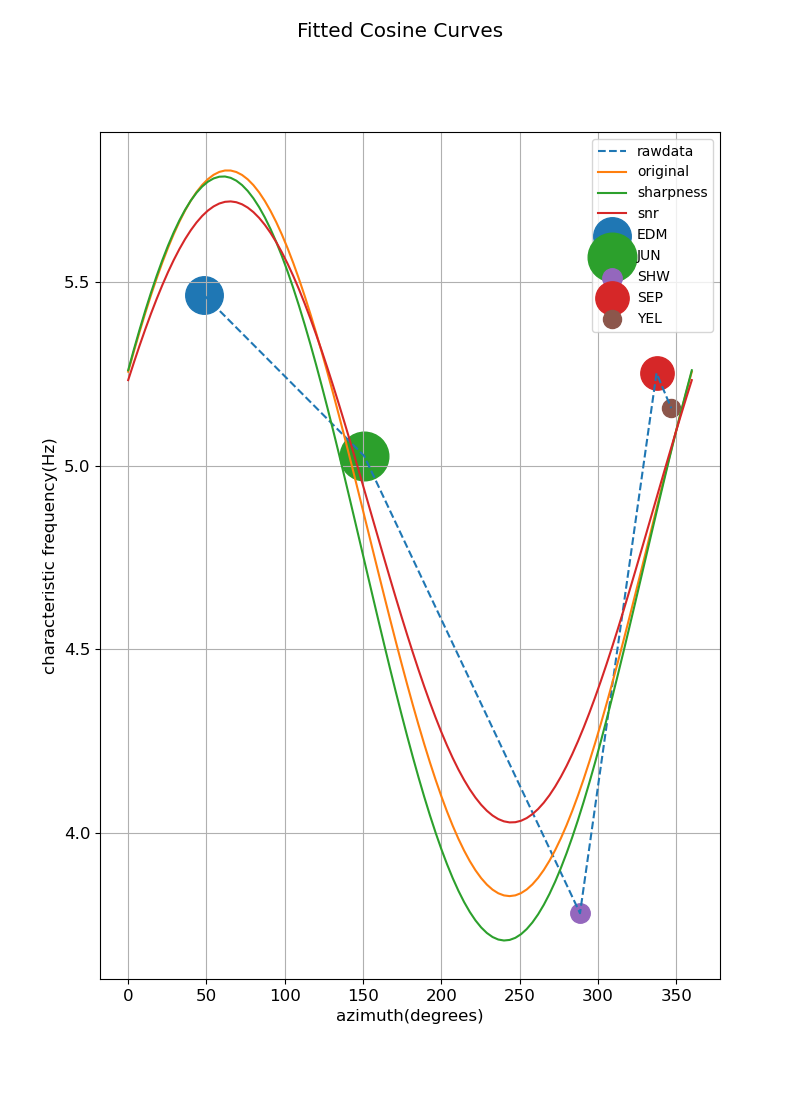 Fitted Cosine Curves
rawdata
original
sharpness
snr
EDM
JUN
SHW
SEP
YEL
characteristic frequency(Hz)
5.5
5.0
4.5
4.0
0 50 100 150 200 250 300 350
azimuth(degrees)